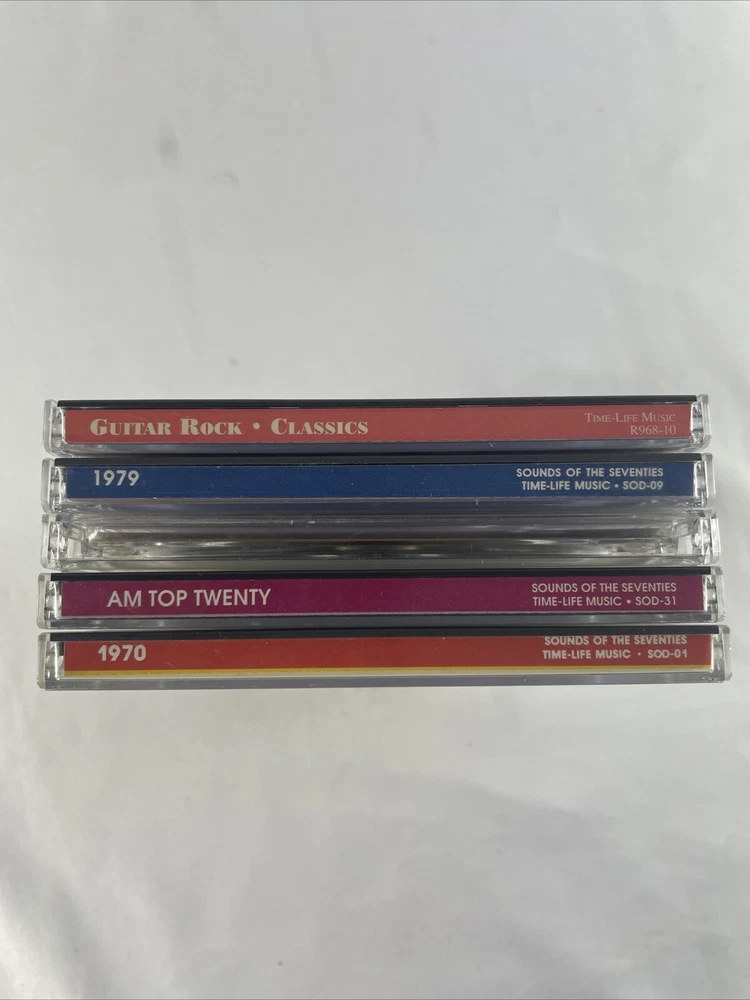 Guitar Rock • Classics
Time-Life Music
R968-10
1979
SOUNDS OF THE SEVENTIES
TIME-LIFE MUSIC • SOD-09
AM TOP TWENTY
SOUNDS OF THE SEVENTIES
TIME-LIFE MUSIC • SOD-31
1970
SOUNDS OF THE SEVENTIES
TIME-LIFE MUSIC • SOD-01